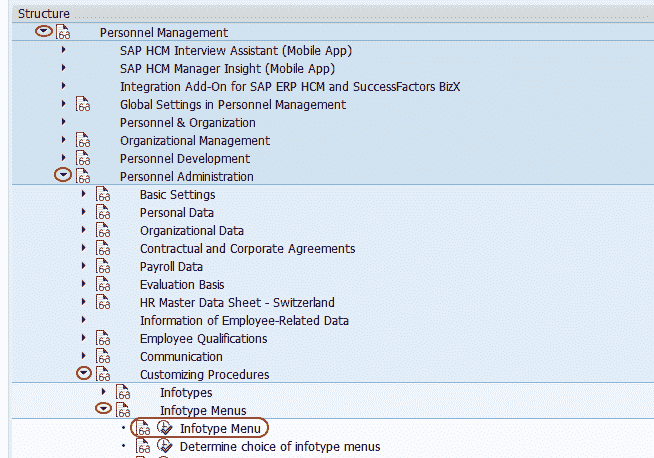 Structure
Personnel Management
SAP HCM Interview Assistant (Mobile App)
SAP HCM Manager Insight (Mobile App)
Integration Add-On for SAP ERP HCM and SuccessFactors BizX
Global Settings in Personnel Management
Personnel & Organization
Organizational Management
Personnel Development
Personnel Administration
Basic Settings
Personal Data
Organizational Data
Contractual and Corporate Agreements
Payroll Data
Evaluation Basis
HR Master Data Sheet - Switzerland
Information of Employee-Related Data
Employee Qualifications
Communication
Customizing Procedures
Infotypes
Infotype Menus
Infotype Menu
Determine choice of infotype menus